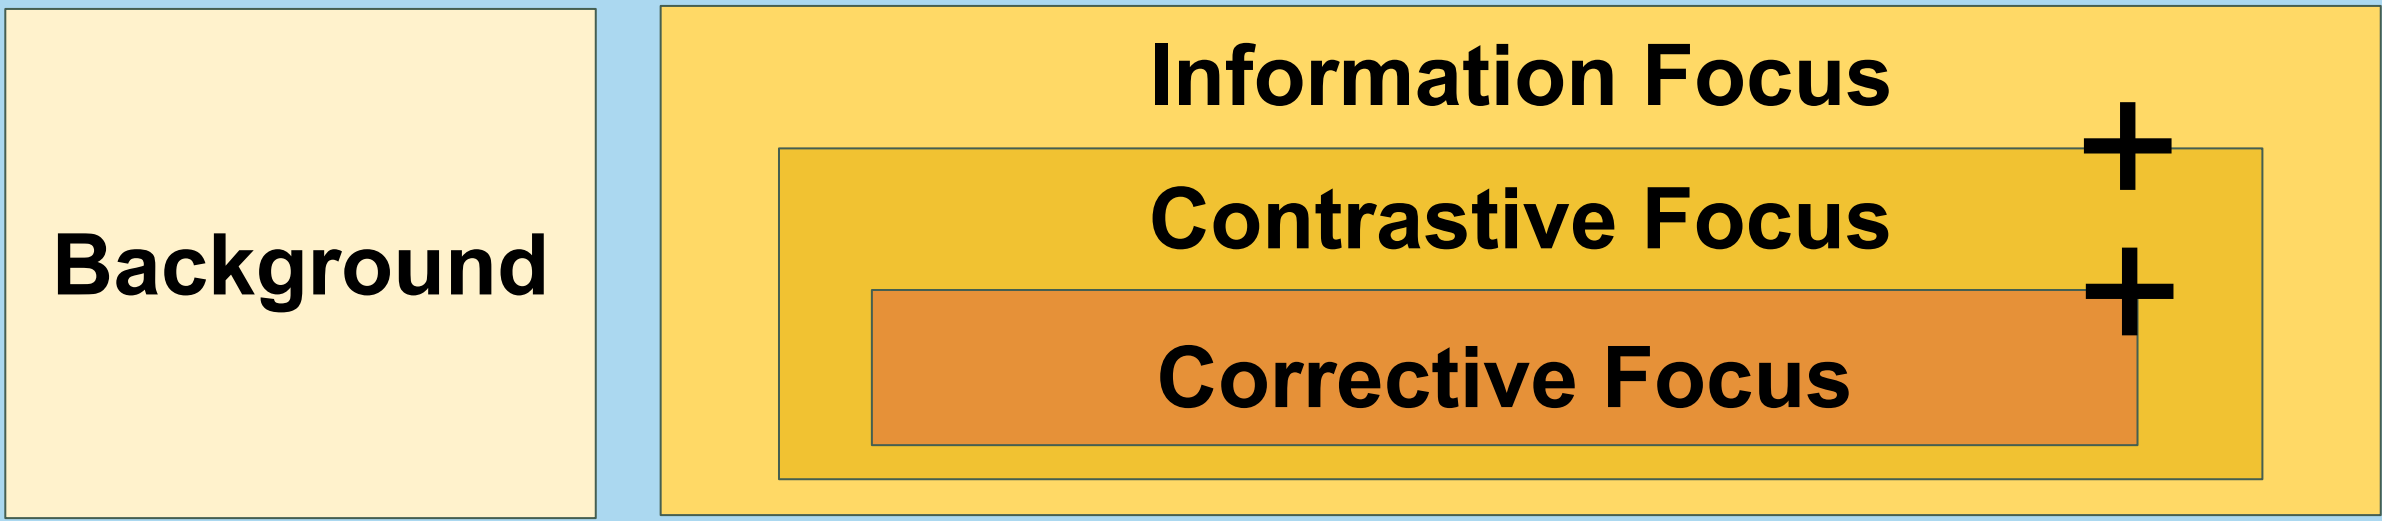 Background
Information Focus
+
Contrastive Focus
+
Corrective Focus